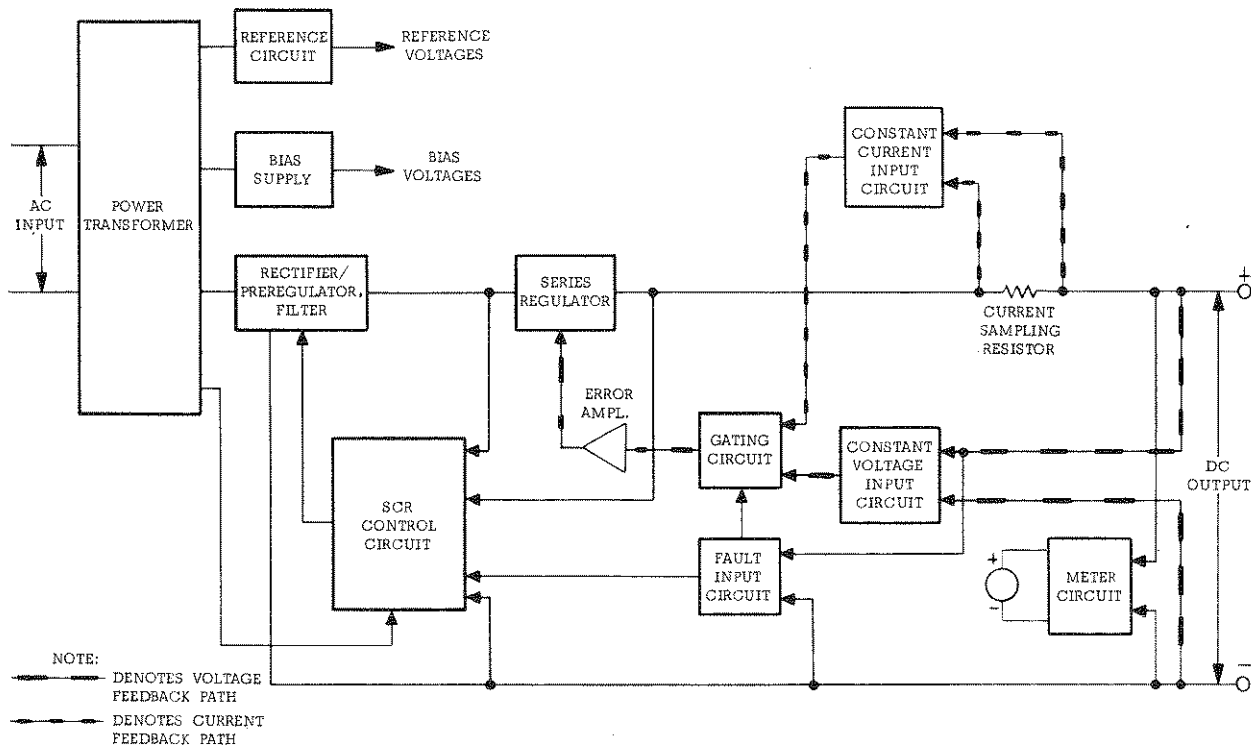 REFERENCE
CIRCUIT
REFERENCE
VOLTAGES
BIAS
SUPPLY
BIAS
VOLTAGES
AC
INPUT
POWER
TRANSFORMER
RECTIFIER/
PREREGULATOR,
FILTER
SERIES
REGULATOR
CONSTANT
CURRENT
INPUT
CIRCUIT
CURRENT
SAMPLING
RESISTOR
+
ERROR
AMPL.
GATING
CIRCUIT
CONSTANT
VOLTAGE
INPUT
CIRCUIT
DC
OUTPUT
SCR
CONTROL
CIRCUIT
FAULT
INPUT
CIRCUIT
+
-
METER
CIRCUIT
-
NOTE:
DENOTES VOLTAGE
FEEDBACK PATH
DENOTES CURRENT
FEEDBACK PATH